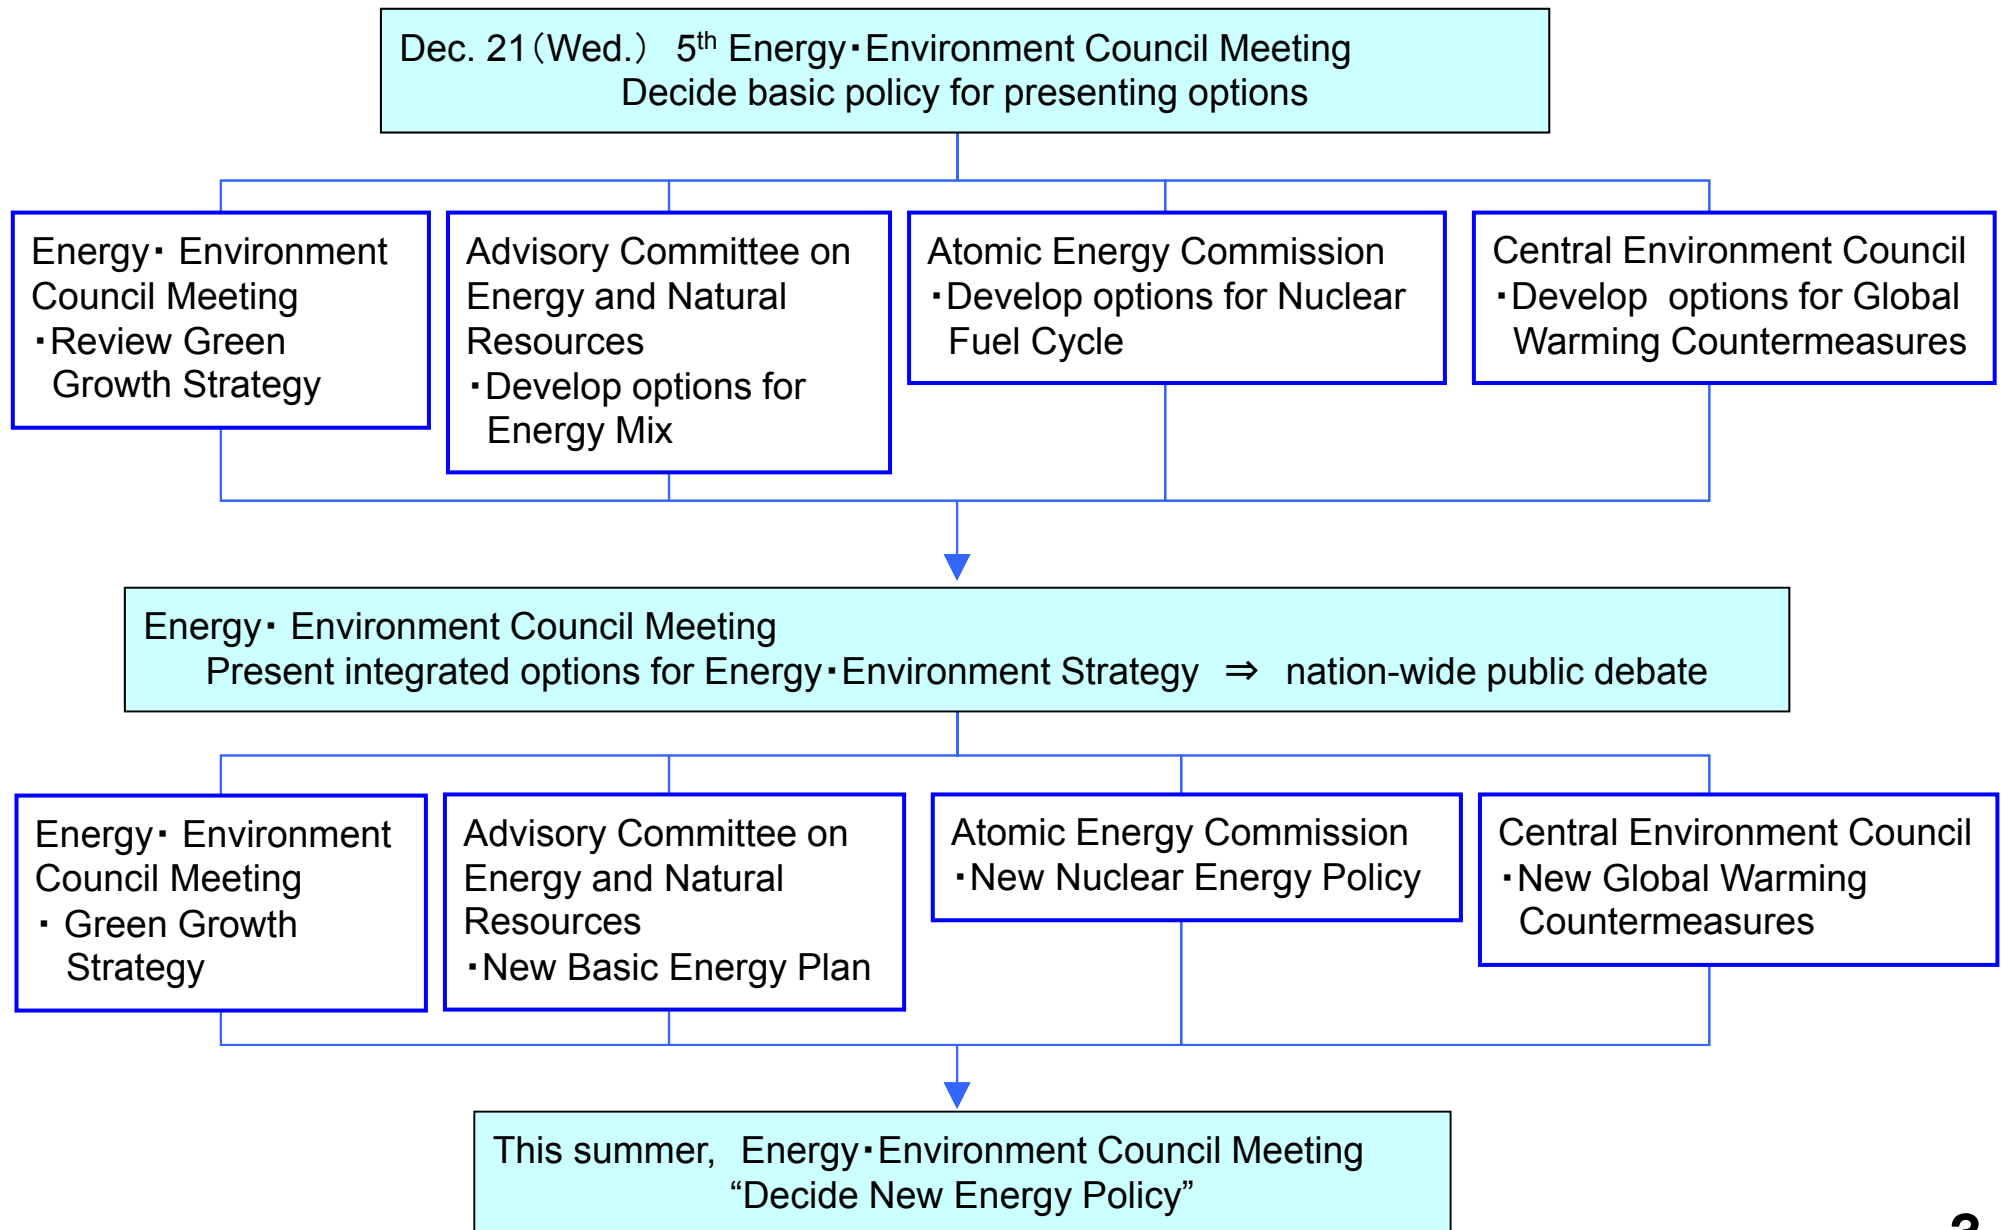 Dec. 21（Wed.） 5th Energy・Environment Council Meeting
Decide basic policy for presenting options
Energy・ Environment
Council Meeting
・Review Green
Growth Strategy
Advisory Committee on
Energy and Natural
Resources
・Develop options for
Energy Mix
Atomic Energy Commission
・Develop options for Nuclear
Fuel Cycle
Central Environment Council
・Develop options for Global
Warming Countermeasures
Energy・ Environment Council Meeting
Present integrated options for Energy・Environment Strategy ⇒ nation-wide public debate
Energy・ Environment
Council Meeting
・ Green Growth
Strategy
Advisory Committee on
Energy and Natural
Resources
・New Basic Energy Plan
Atomic Energy Commission
・New Nuclear Energy Policy
Central Environment Council
・New Global Warming
Countermeasures
This summer, Energy・Environment Council Meeting
“Decide New Energy Policy”